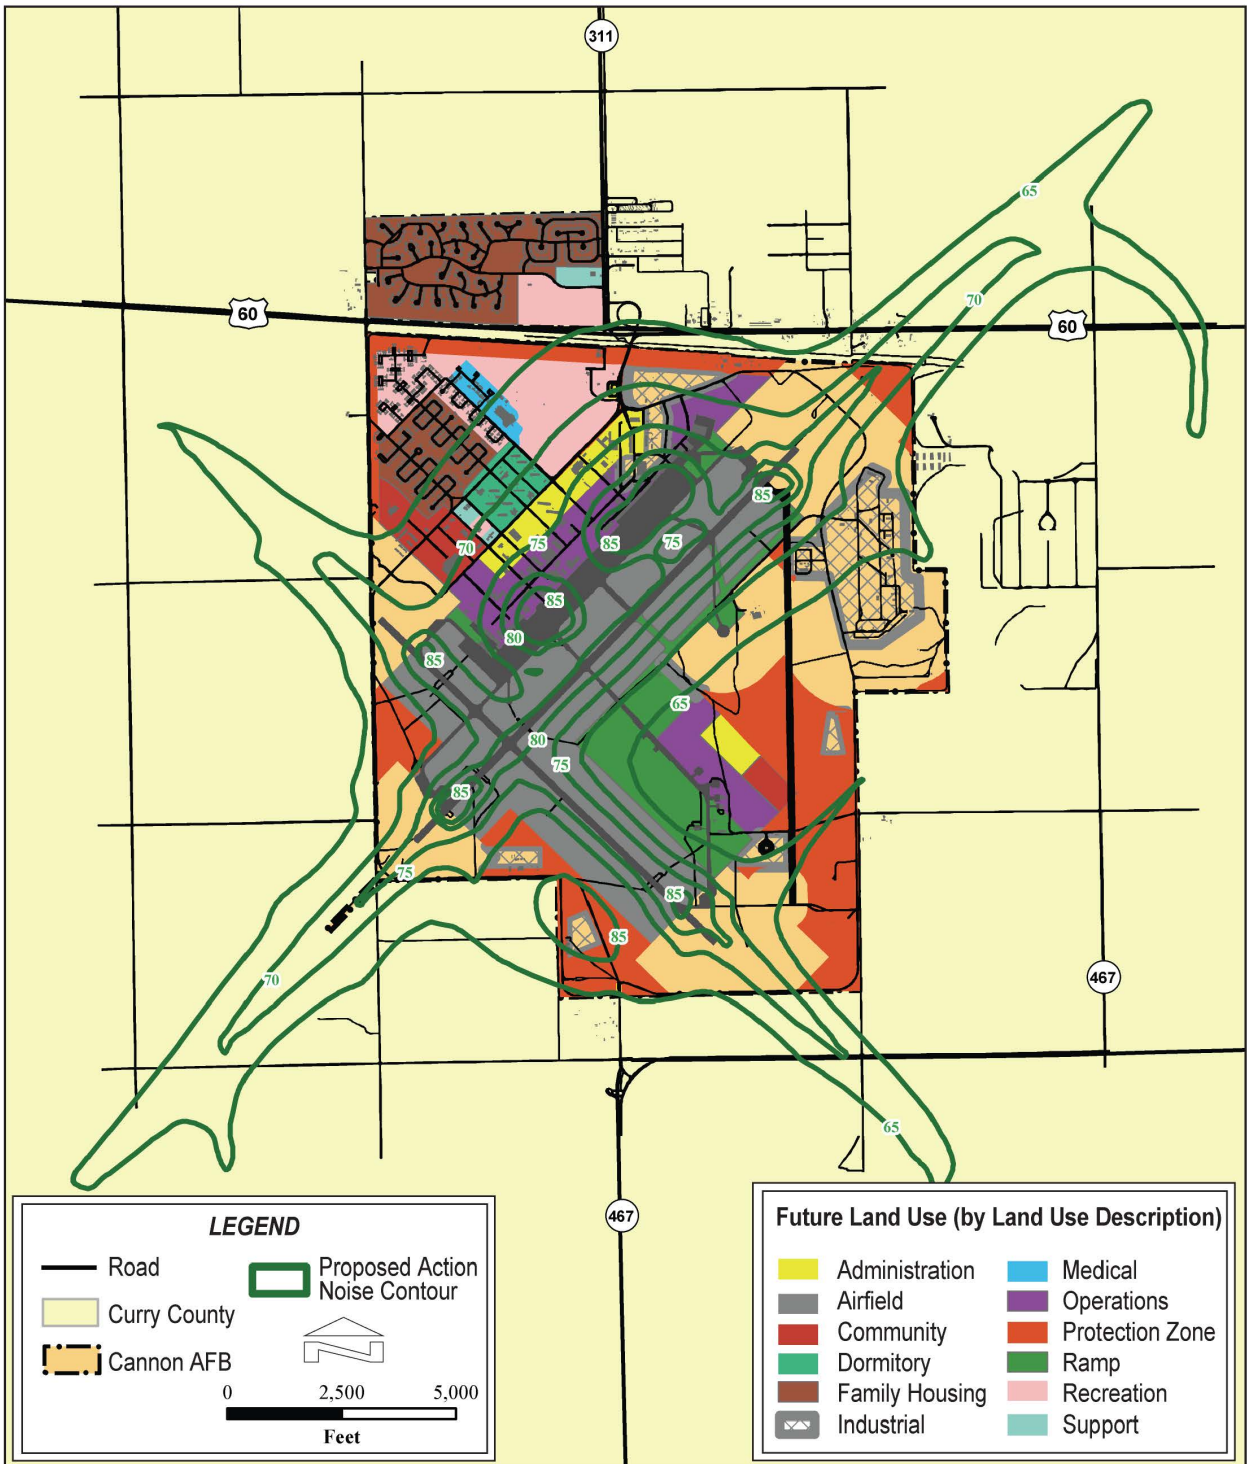 311
65
70
60
60
85
70
75
85
75
85
80
85
65
80
75
85
75
85
85
70
467
65
467
LEGEND
Road
Proposed Action
Noise Contour
Curry County
Cannon AFB
0 2,500 5,000
Feet
Future Land Use (by Land Use Description)
Administration
Airfield
Community
Dormitory
Family Housing
Industrial
Medical
Operations
Protection Zone
Ramp
Recreation
Support